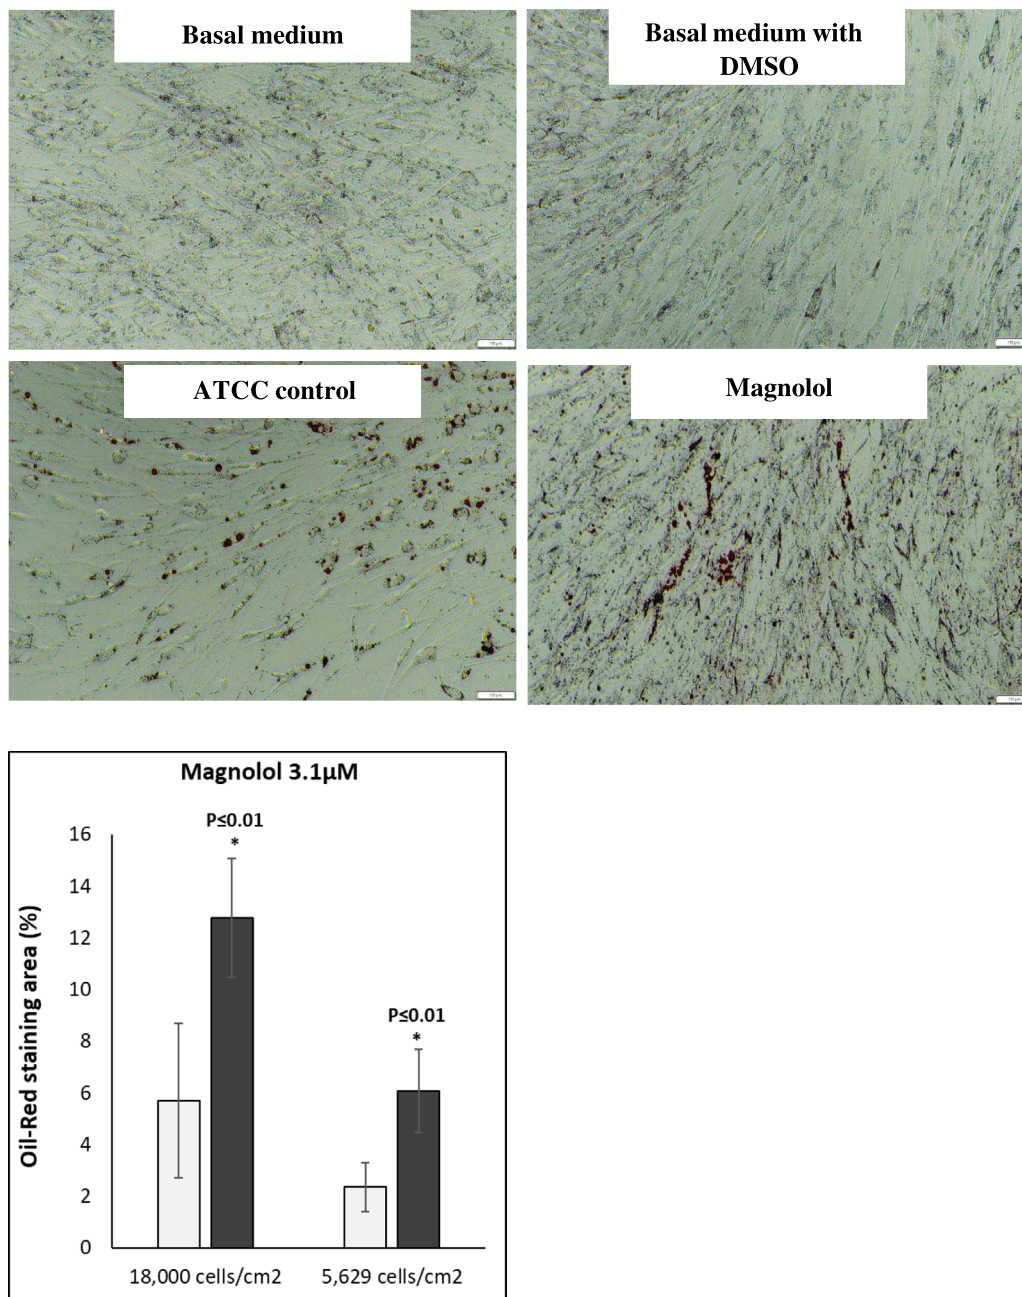 Basal medium
Basal medium with
DMSO
ATCC control
Magnolol
Magnolol 3.1µM
P≤0.01
*
16
14
12
10
8
6
4
2
0
P≤0.01
*
Oil-Red staining area (%)
18,000 cells/cm2
5,629 cells/cm2